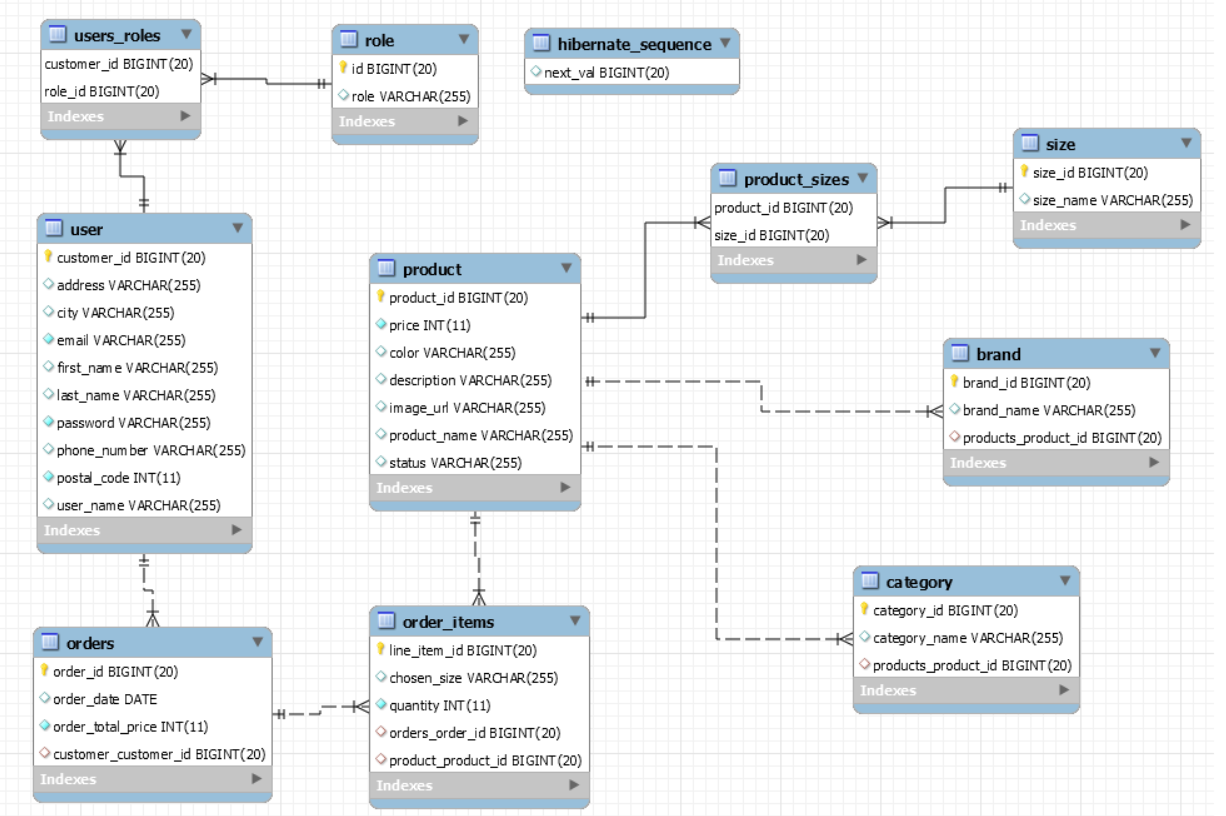 users_roles
customer_id BIGINT(20)
role_id BIGINT(20)
Indexes
role
id BIGINT(20)
role VARCHAR(255)
Indexes
hibernate_sequence
next_val BIGINT(20)
Indexes
size
size_id BIGINT(20)
size_name VARCHAR(255)
Indexes
product_sizes
product_id BIGINT(20)
size_id BIGINT(20)
Indexes
user
customer_id BIGINT(20)
address VARCHAR(255)
city VARCHAR(255)
email VARCHAR(255)
first_name VARCHAR(255)
last_name VARCHAR(255)
password VARCHAR(255)
phone_number VARCHAR(255)
postal_code INT(11)
user_name VARCHAR(255)
Indexes
product
product_id BIGINT(20)
price INT(11)
color VARCHAR(255)
description VARCHAR(255)
image_url VARCHAR(255)
product_name VARCHAR(255)
status VARCHAR(255)
Indexes
brand
brand_id BIGINT(20)
brand_name VARCHAR(255)
products_product_id BIGINT(20)
Indexes
category
category_id BIGINT(20)
category_name VARCHAR(255)
products_product_id BIGINT(20)
Indexes
orders
order_id BIGINT(20)
order_date DATE
order_total_price INT(11)
customer_customer_id BIGINT(20)
Indexes
order_items
line_item_id BIGINT(20)
chosen_size VARCHAR(255)
quantity INT(11)
orders_order_id BIGINT(20)
product_product_id BIGINT(20)
Indexes